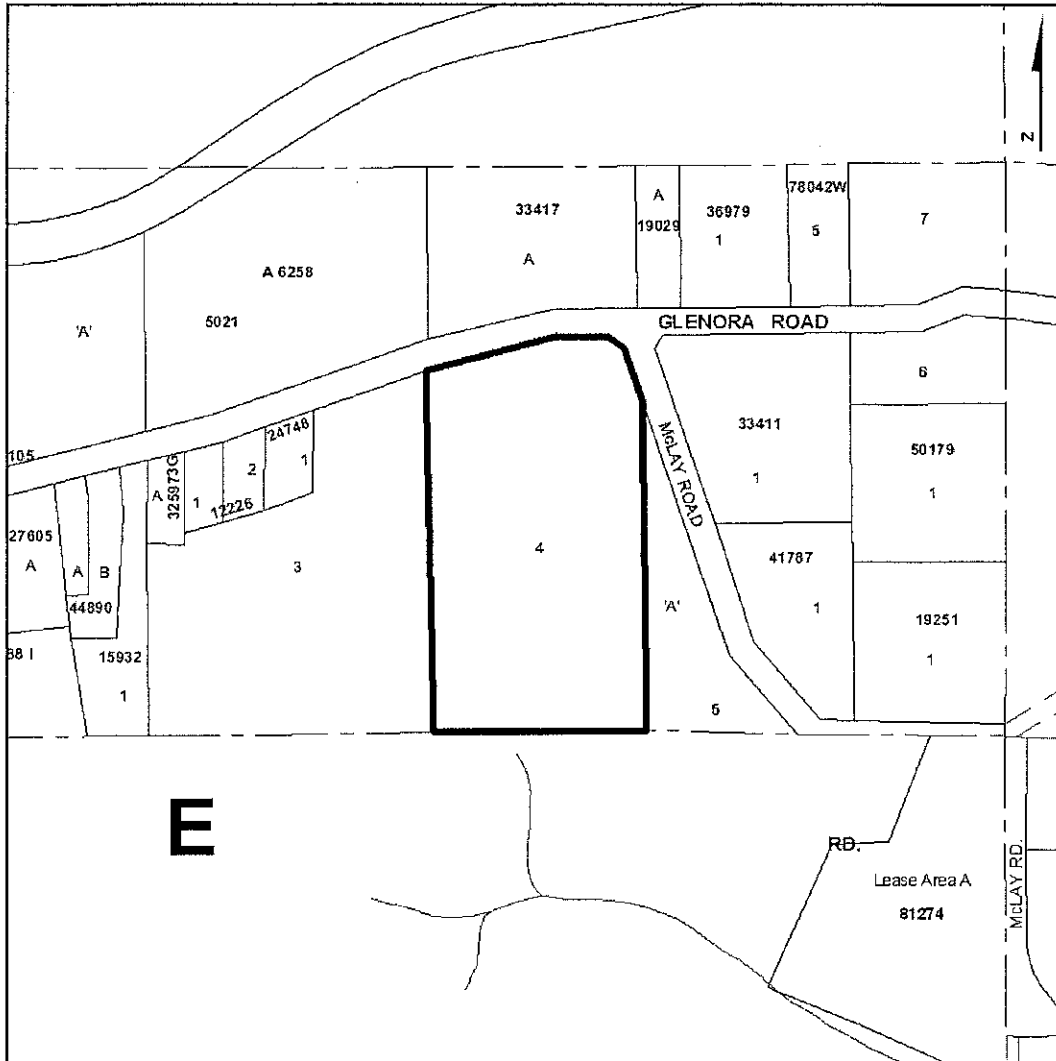 N
33417
A
A
19029
36979
1
78042W
5
7
A 6258
5021
'A'
GLENORA ROAD
6
105
24748
1
2
12226
1
A
325973G
27605
A
A
B
44890
15932
1
3
4
McLAY ROAD
33411
1
50179
1
41787
1
19251
1
'A'
5
E
RD.
Lease Area A
81274
McLAY RD.